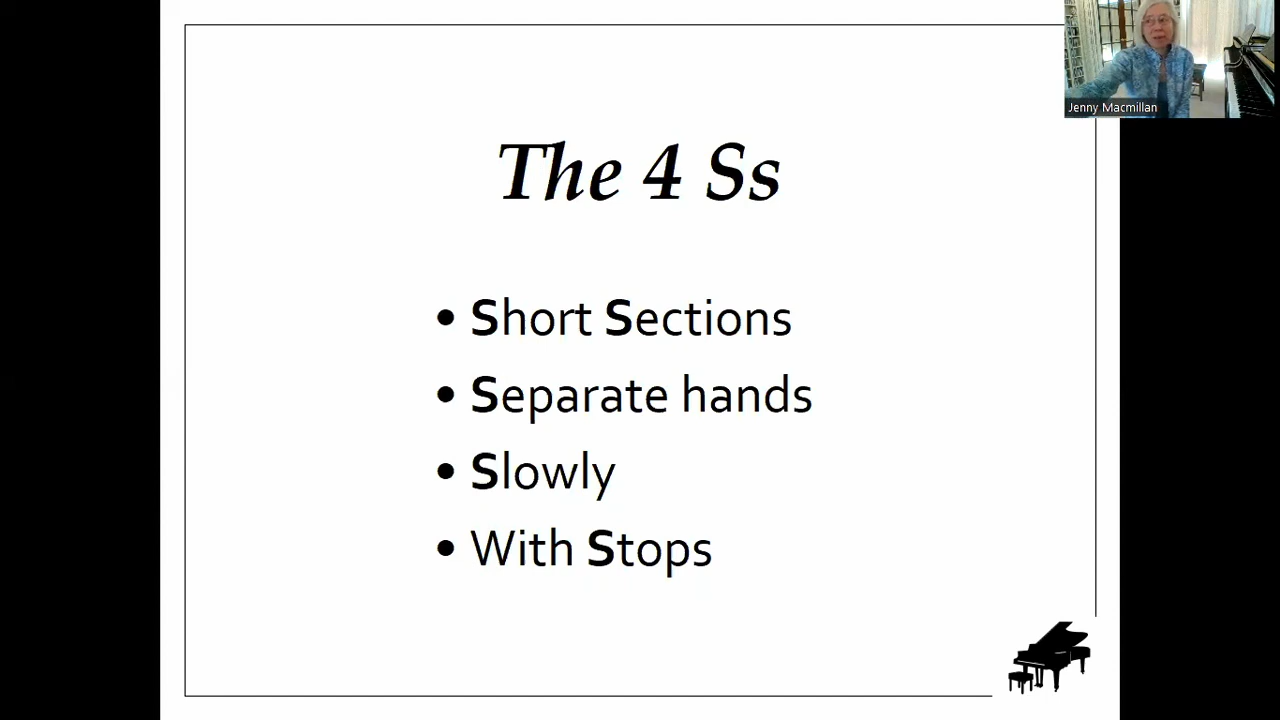 Jenny Macmillan
The 4 Ss
• Short Sections
• Separate hands
• Slowly
• With Stops